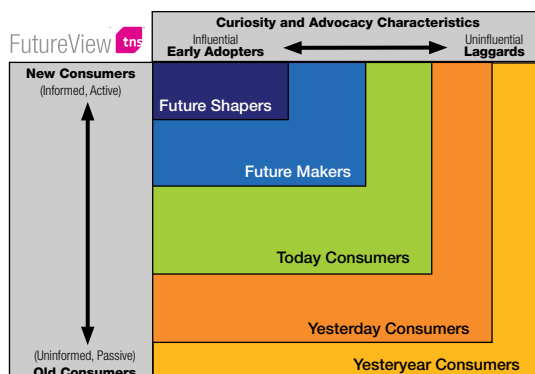 Curiosity and Advocacy Characteristics
FutureView tns
Influential
Early Adopters
Uninfluential
Laggards
New Consumers
(Informed, Active)
Future Shapers
Future Makers
Today Consumers
Yesterday Consumers
(Uninformed, Passive)
Yesteryear Consumers
Old Consumers